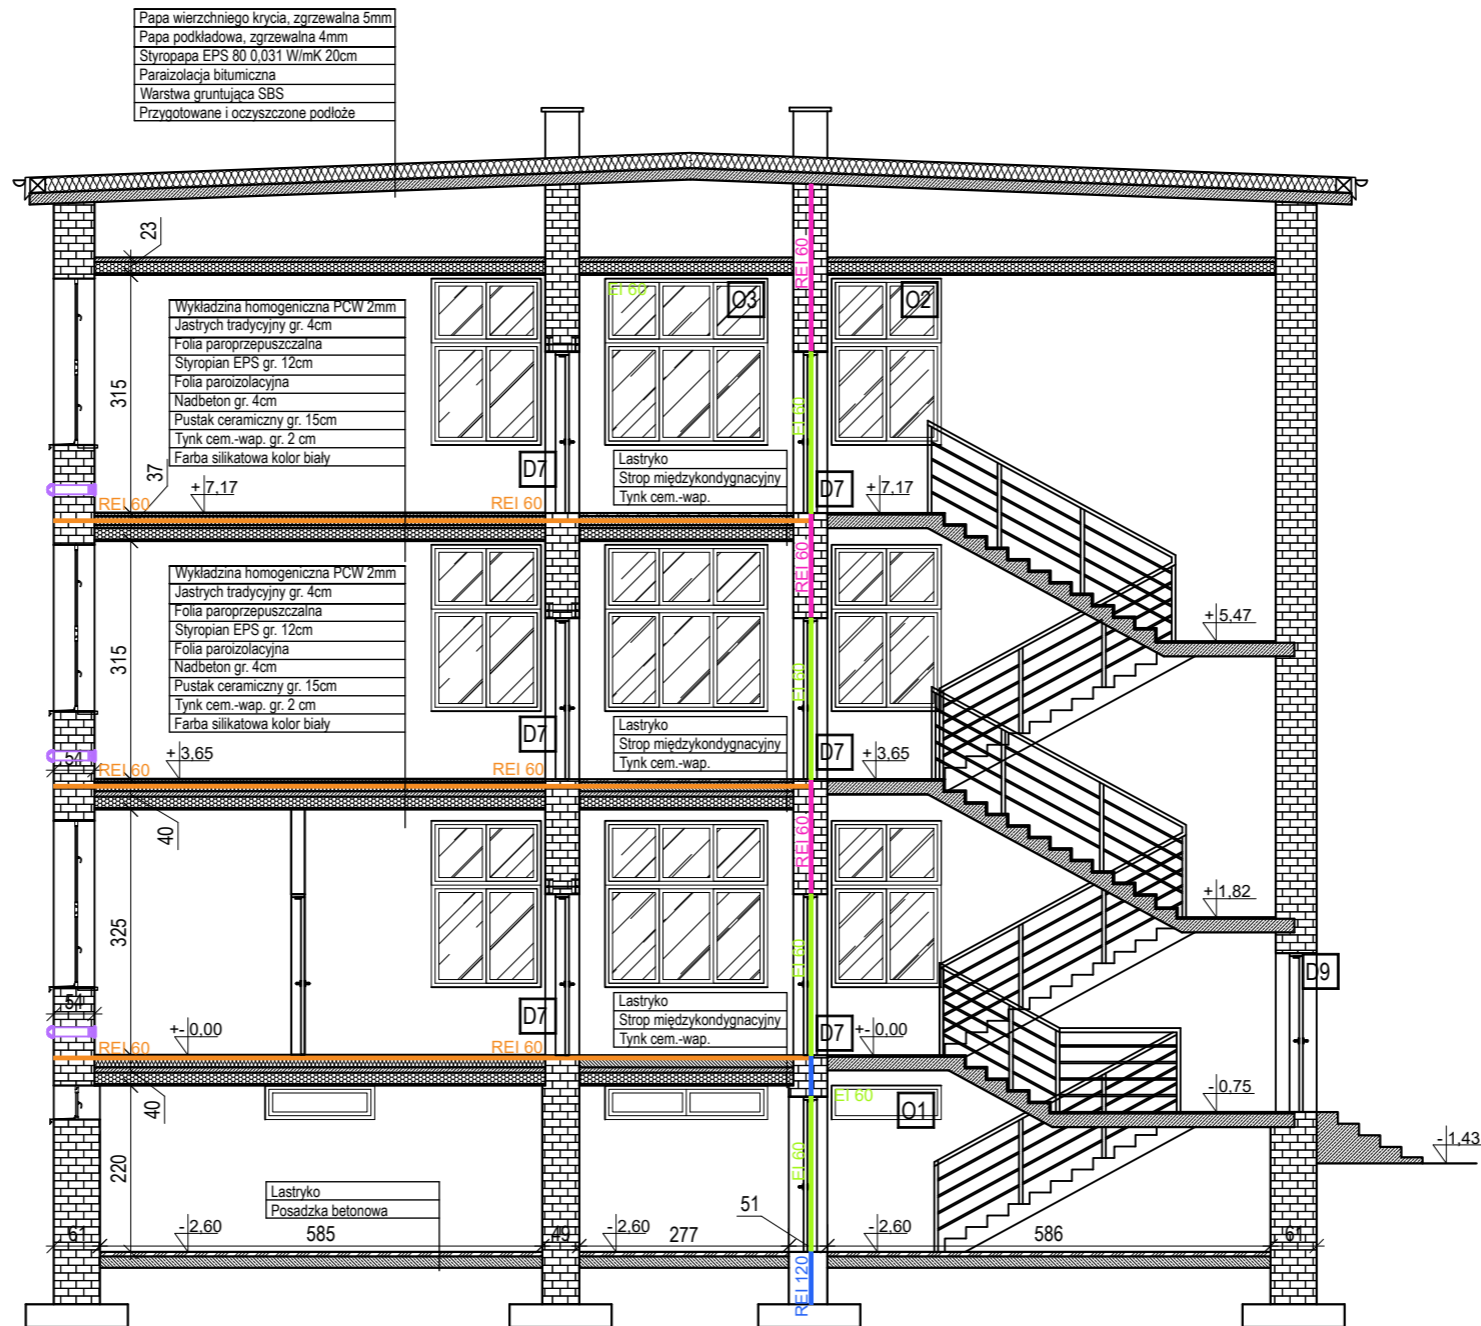 Papa wierzchniego krycia, zgrzewalna 5mm
Papa podkładowa, zgrzewalna 4mm
Styropapa EPS 80 0,031 W/mK 20cm
Paraizolacja bitumiczna
Warstwa gruntująca SBS
Przygotowane i oczyszczone podłoże
23
REI 60
EI 60
O3
O2
Wykładzina homogeniczna PCW 2mm
Jastrych tradycyjny gr. 4cm
Folia paroprzepuszczalna
Styropian EPS gr. 12cm
Folia paroizolacyjna
Nadbeton gr. 4cm
Pustak ceramiczny gr. 15cm
Tynk cem.-wap. gr. 2 cm
Farba silikatowa kolor biały
315
EI 60
Lastryko
Strop międzykondygnacyjny
Tynk cem.-wap.
37
D7
D7
+7,17
+7,17
REI 60
REI 60
REI 60
Wykładzina homogeniczna PCW 2mm
Jastrych tradycyjny gr. 4cm
Folia paroprzepuszczalna
Styropian EPS gr. 12cm
Folia paroizolacyjna
Nadbeton gr. 4cm
Pustak ceramiczny gr. 15cm
Tynk cem.-wap. gr. 2 cm
Farba silikatowa kolor biały
+5,47
315
EI 60
Lastryko
Strop międzykondygnacyjny
Tynk cem.-wap.
D7
D7
54
+3,65
+3,65
REI 60
REI 60
40
REI 60
+1,82
325
EI 60
D9
Lastryko
Strop międzykondygnacyjny
Tynk cem.-wap.
54
D7
D7
+-0,00
+-0,00
REI 60
REI 60
40
EI 60
O1
-0,75
-1,43
220
EI 60
Lastryko
Posadzka betonowa
51
-2,60
-2,60
-2,60
61
585
49
277
586
61
REI 120